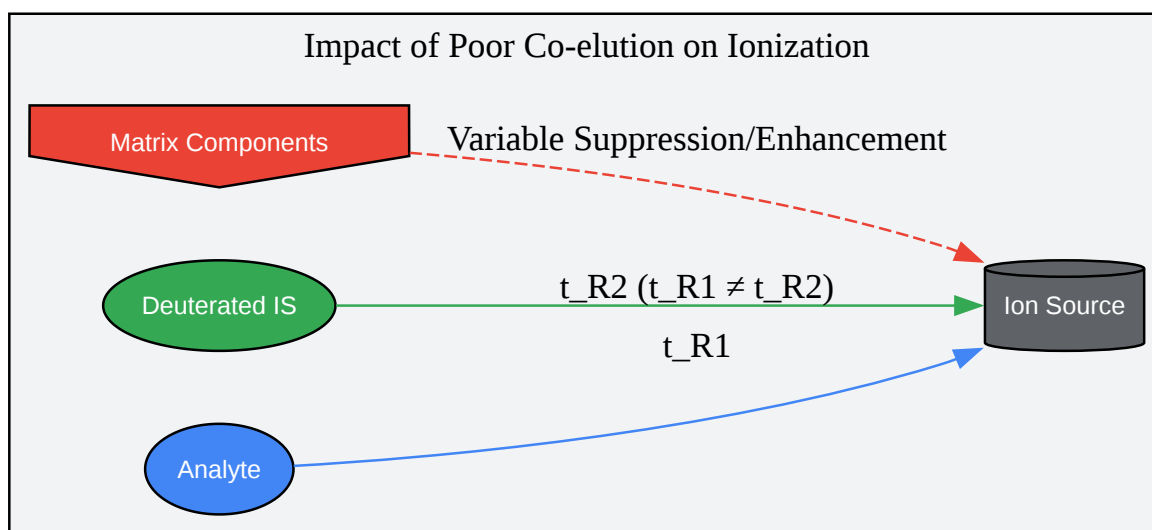 Impact of Poor Co-elution on Ionization
Matrix Components
Variable Suppression/Enhancement
Deuterated IS
t_R2 (t_R1 ≠ t_R2)
Ion Source
t_R1
Analyte